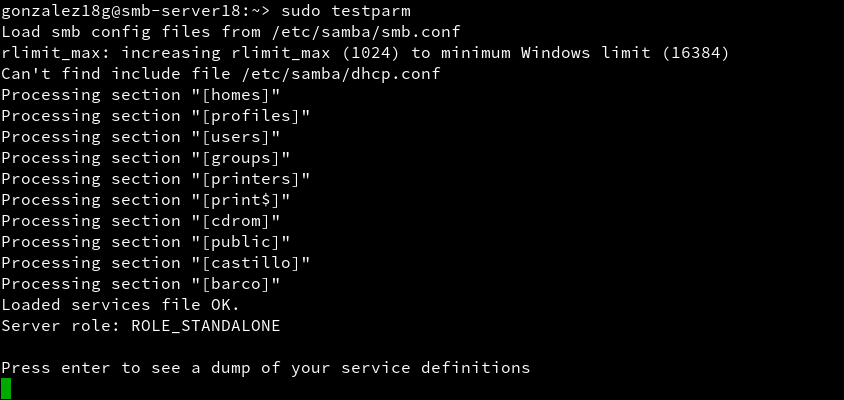 gonzalez18g@smb-server18:~> sudo testparm
Load smb config files from /etc/samba/smb.conf
rlimit_max: increasing rlimit_max (1024) to minimum Windows limit (16384)
Can't find include file /etc/samba/dhcp.conf
Processing section "[homes]"
Processing section "[profiles]"
Processing section "[users]"
Processing section "[groups]"
Processing section "[printers]"
Processing section "[print$]"
Processing section "[cdrom]"
Processing section "[public]"
Processing section "[castillo]"
Processing section "[barco]"
Loaded services file OK.
Server role: ROLE_STANDALONE
Press enter to see a dump of your service definitions